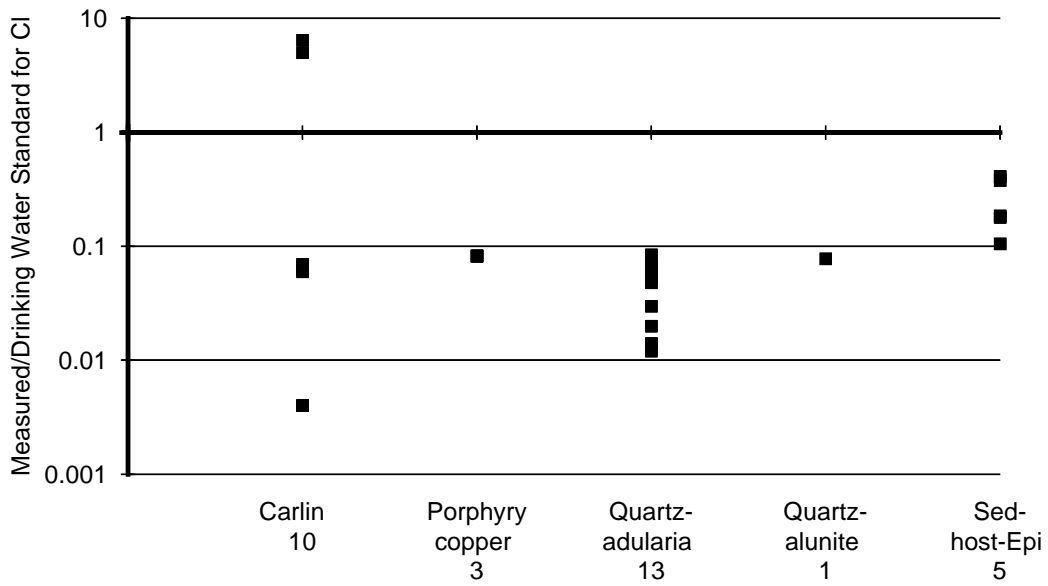 Measured/Drinking Water Standard for Cl
10
1
0.1
0.01
0.001
Carlin
10
Porphyry
copper
3
Quartz-
adularia
13
Quartz-
alunite
1
Sed-
host-Epi
5